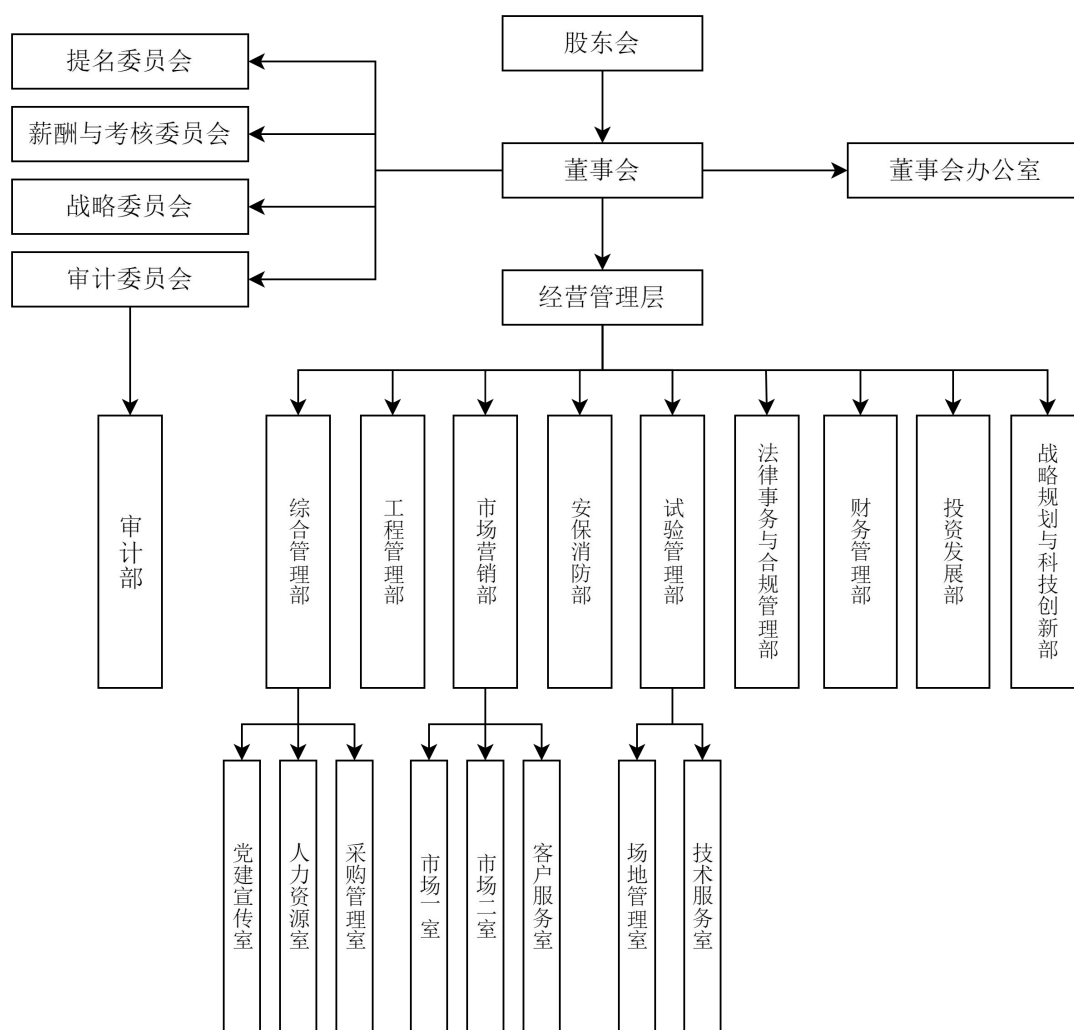 股东会
提名委员会
薪酬与考核委员会
董事会
董事会办公室
战略委员会
审计委员会
经营管理层
审计部
综合管理部
工程管理部
市场营销部
安保消防部
试验管理部
法律事务与合规管理部
财务管理部
投资发展部
战略规划与科技创新部
党建宣传室
人力资源室
采购管理室
市场一室
市场二室
客户服务室
场地管理室
技术服务室